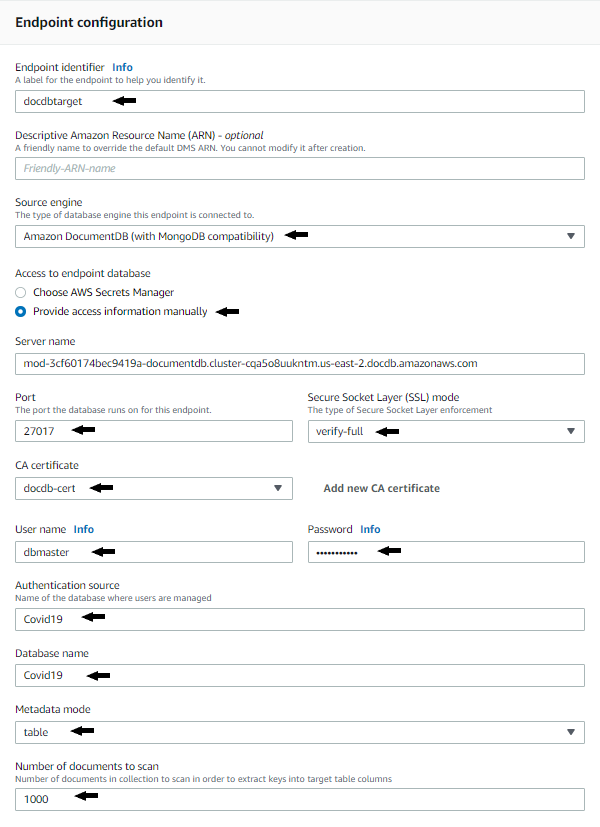 Endpoint configuration
Endpoint identifier Info
A label for the endpoint to help you identify it.
docdbtarget
Descriptive Amazon Resource Name (ARN) - optional
A friendly name to override the default DMS ARN. You cannot modify it after creation.
Friendly-ARN-name
Source engine
The type of database engine this endpoint is connected to.
Amazon DocumentDB (with MongoDB compatibility)
Access to endpoint database
Choose AWS Secrets Manager
Provide access information manually
Server name
mod-3cf60174bec9419a-documentdb.cluster-cqa5o8uukntm.us-east-2.docdb.amazonaws.com
Port
The port the database runs on for this endpoint.
27017
Secure Socket Layer (SSL) mode
The type of Secure Socket Layer enforcement
verify-full
CA certificate
docdb-cert
Add new CA certificate
User name Info
dbmaster
Password Info
•••••••••••
Authentication source
Name of the database where users are managed
Covid19
Database name
Covid19
Metadata mode
table
Number of documents to scan
Number of documents in collection to scan in order to extract keys into target table columns
1000